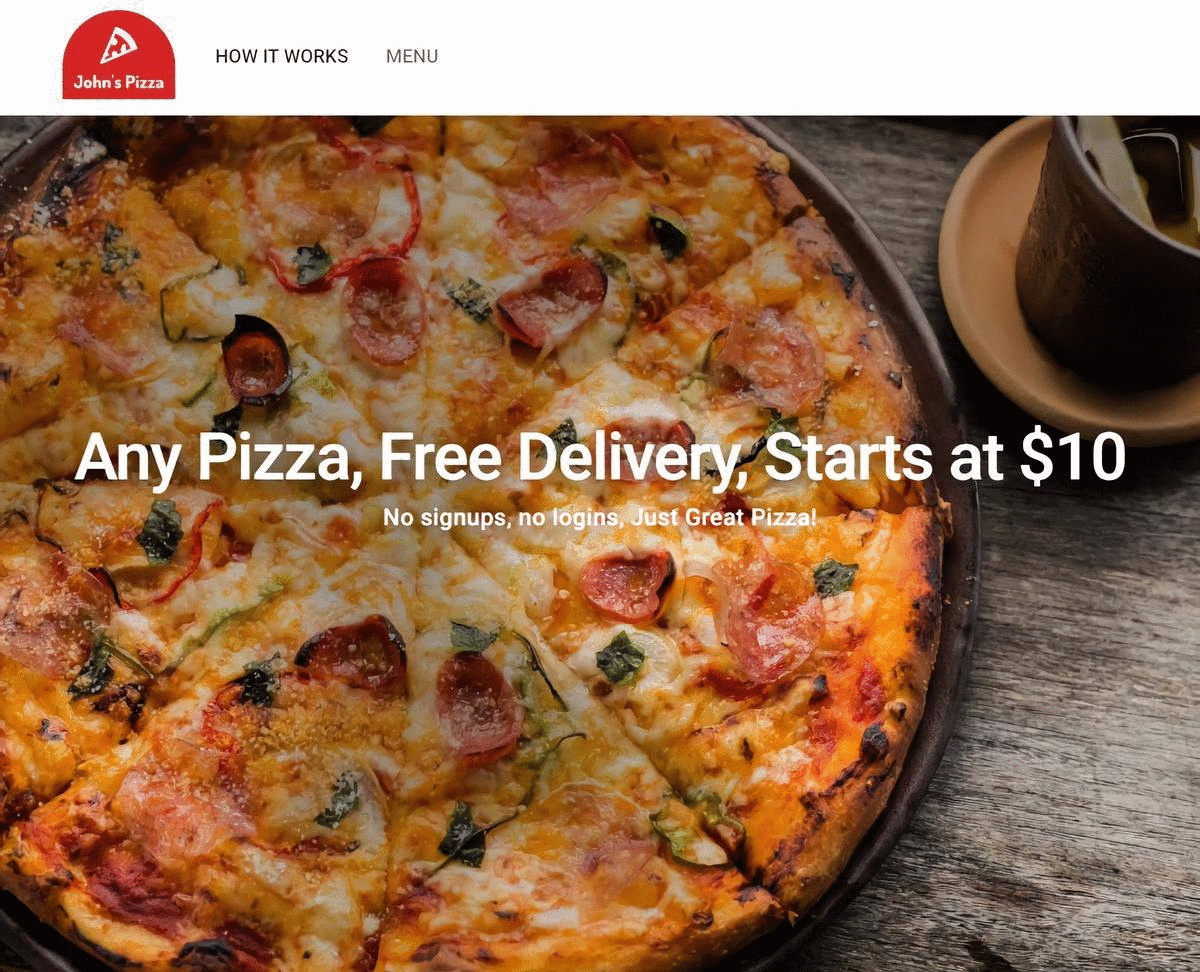 John's Pizza
HOW IT WORKS
MENU
Any Pizza, Free Delivery, Starts at $10
No signups, no logins, Just Great Pizza!